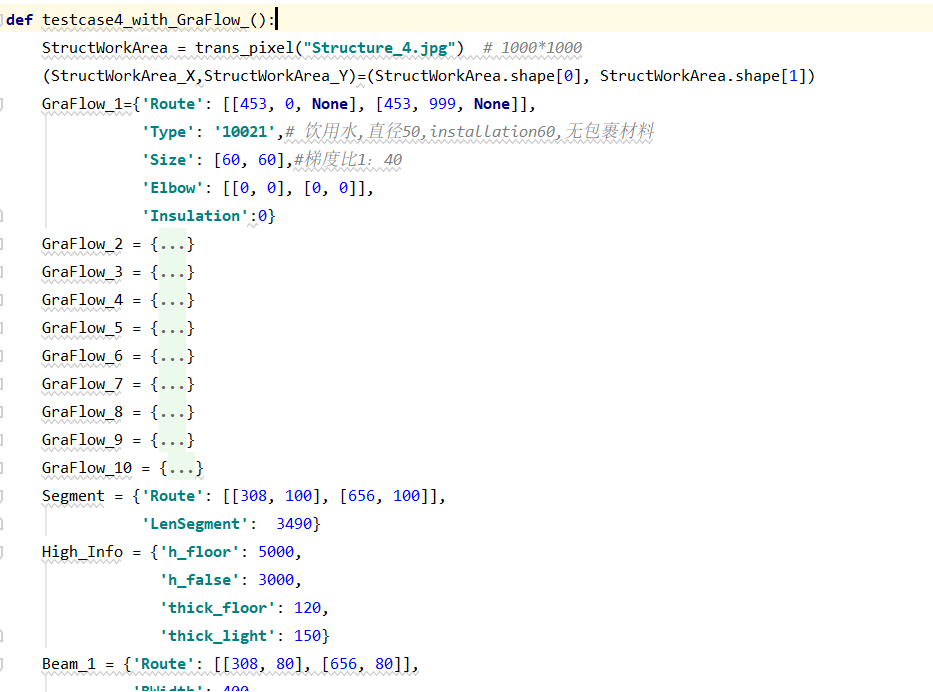 def testcase4_with_GraFlow_():
StructWorkArea = trans_pixel("Structure_4.jpg")  # 1000*1000
(StructWorkArea_X,StructWorkArea_Y)=(StructWorkArea.shape[0], StructWorkArea.shape[1])
GraFlow_1={'Route': [[453, 0, None], [453, 999, None]],
'Type': '10021',# 饮用水,直径50,installation60,无包裹材料
'Size': [60, 60],#梯度比1：40
'Elbow': [[0, 0], [0, 0]],
'Insulation':0}
GraFlow_2 = {...}
GraFlow_3 = {...}
GraFlow_4 = {...}
GraFlow_5 = {...}
GraFlow_6 = {...}
GraFlow_7 = {...}
GraFlow_8 = {...}
GraFlow_9 = {...}
GraFlow_10 = {...}
Segment = {'Route': [[308, 100], [656, 100]],
'LenSegment':  3490}
High_Info = {'h_floor': 5000,
'h_false': 3000,
'thick_floor': 120,
'thick_light': 150}
Beam_1 = {'Route': [[308, 80], [656, 80]],
'BWidth': 400